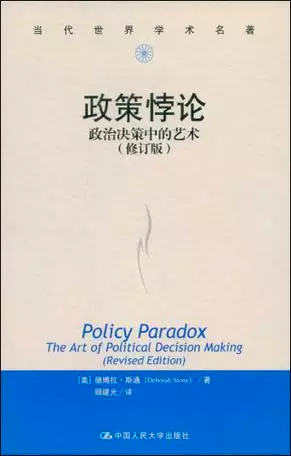 当代世界学术名著
政策悖论
政治决策中的艺术
(修订版)
Policy Paradox
The Art of Political Decision Making
(Revised Edition)
[美] 德博拉·斯通 (Deborah Stone) 著
顾建光·译
中国人民大学出版社